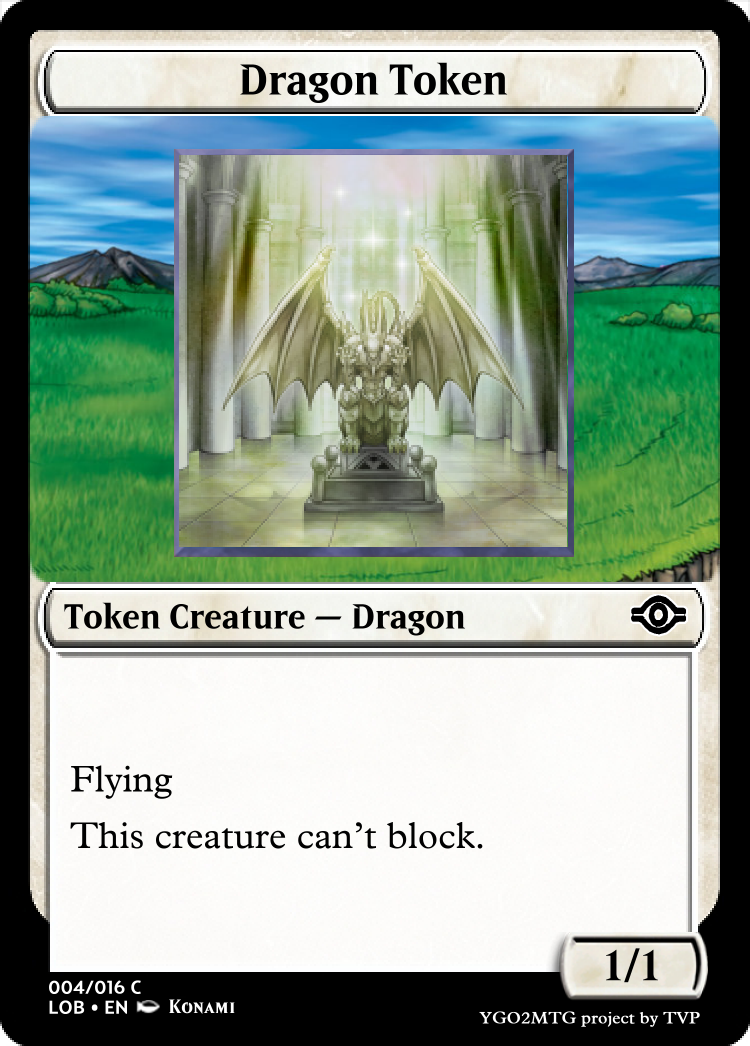 Dragon Token
Token Creature — Dragon
Flying
This creature can't block.
1/1
004/016 C
LOB • EN Konami
YGO2MTG project by TVP